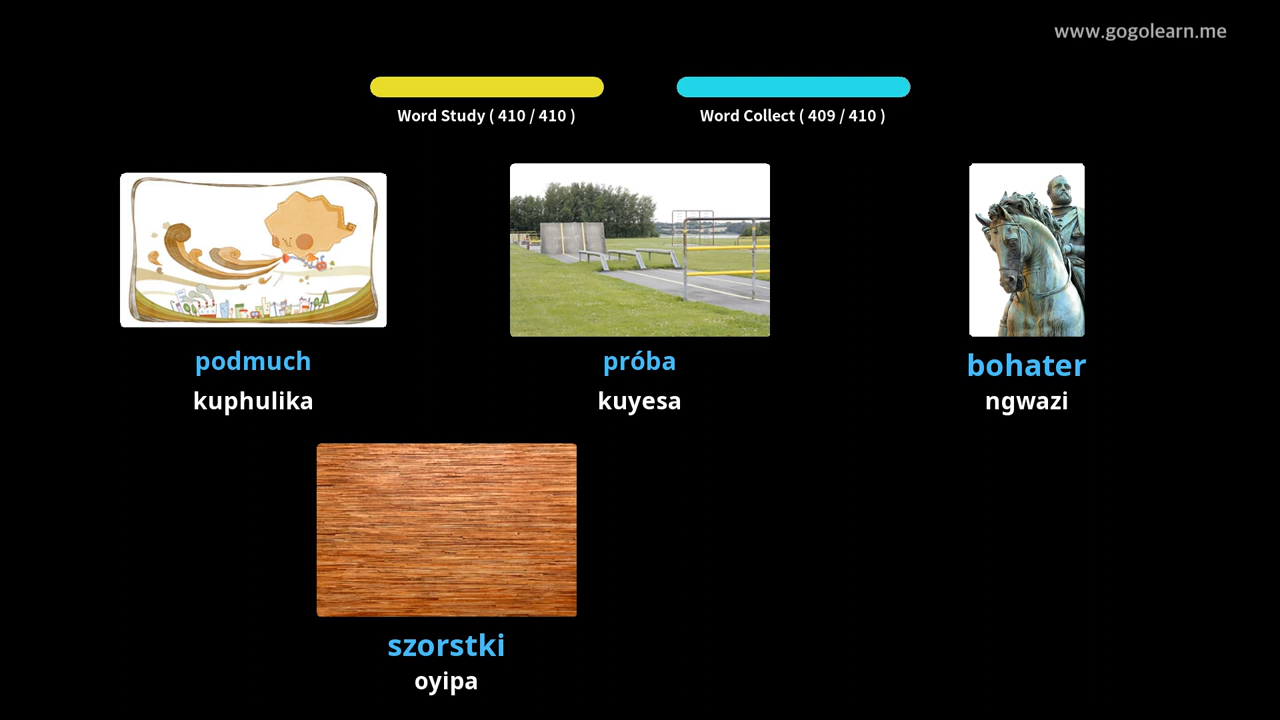 www.gogolearn.me
Word Study ( 410 / 410 )
Word Collect ( 409 / 410 )
podmuch
kuphulika
próba
kuyesa
bohater
ngwazi
szorstki
oyipa